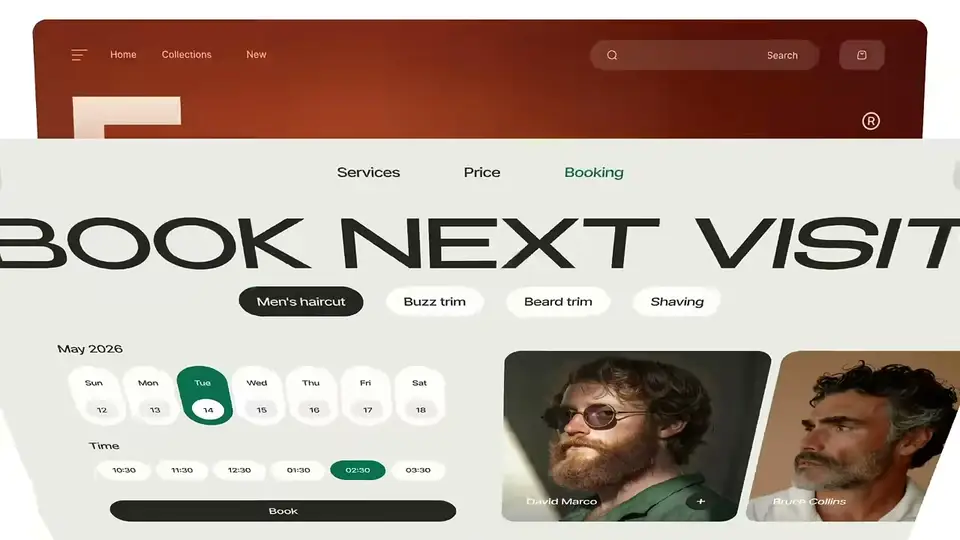 Home Collections New Search
®
Services Price Booking
BOOK NEXT VISIT
Men's haircut Buzz trim Beard trim Shaving
May 2026
Sun Mon Tue Wed Thu Fri Sat
12 13 14 15 16 17 18
Time
10:30 11:30 12:30 01:30 02:30 03:30
Book
David Marco +
Bruce Collins